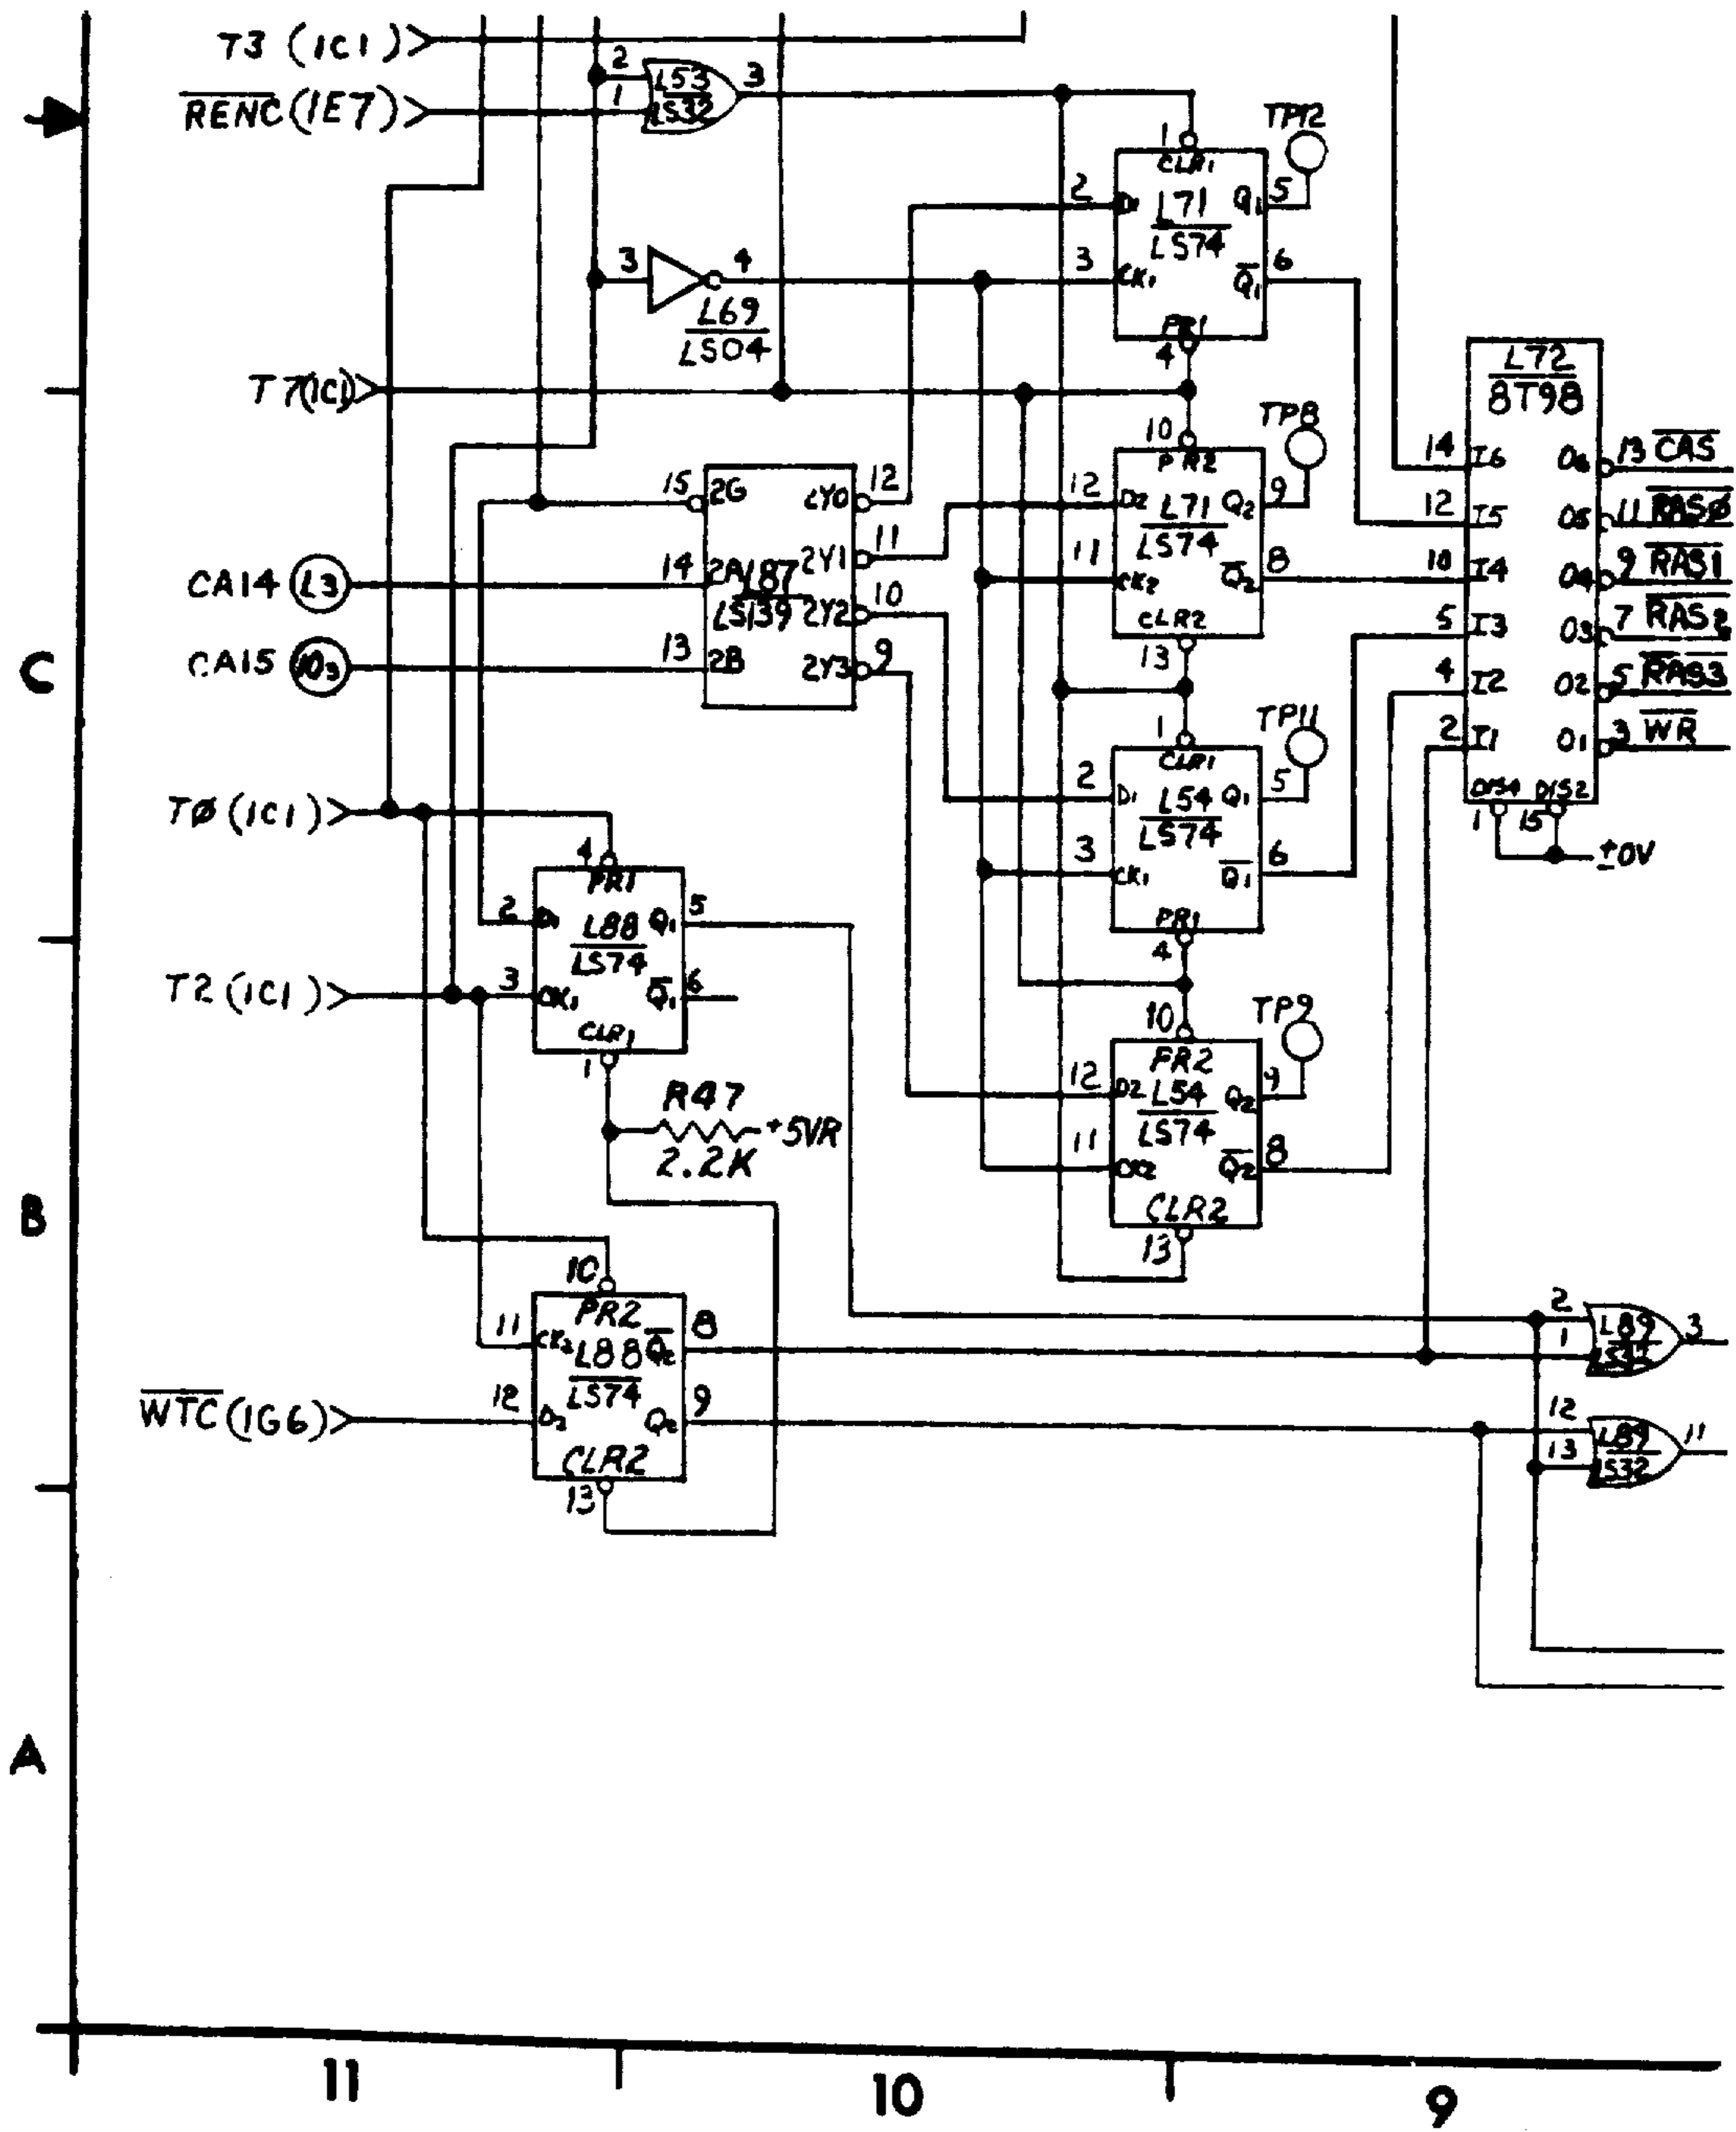 T3 (1C1)
2
L53
3
1
LS32
RENC (1E7)
TP12
1
CLR1
2
D1
L71
Q1
5
LS74
3
4
3
CK1
Q1
6
L69
LS04
PR1
4
L72
8T98
T7(1C1)
TP8
10
PR2
14
I6
O6
13
CAS
15
2G
2Y0
12
12
D2
L71
Q2
9
LS74
12
I5
O5
11
RASØ
2Y1
11
11
CK2
Q2
8
10
I4
O4
9
RAS1
CA14
L3
14
2A
L87
LS139
2Y2
10
CLR2
13
5
I3
O3
7
RAS2
CA15
103
13
2B
2Y3
9
4
I2
O2
5
RAS3
TP11
1
CLR1
2
I1
O1
3
WR
2
D1
L54
Q1
5
LS74
DIS4
DIS2
1
15
±0V
TØ (1C1)
3
CK1
Q1
6
4
PR1
PR1
4
2
D1
L88
Q1
5
LS74
T2 (1C1)
3
CK1
Q1
6
CLR1
1
TP9
10
PR2
12
D2
L54
Q2
9
LS74
R47
+5VR
2.2K
11
CK2
Q2
8
CLR2
13
10
PR2
11
CK2
L88
Q2
8
LS74
2
1
L89
3
WTC (1G6)
12
D2
Q2
9
CLR2
13
12
13
L89
LS32
11
C
B
A
11
10
9